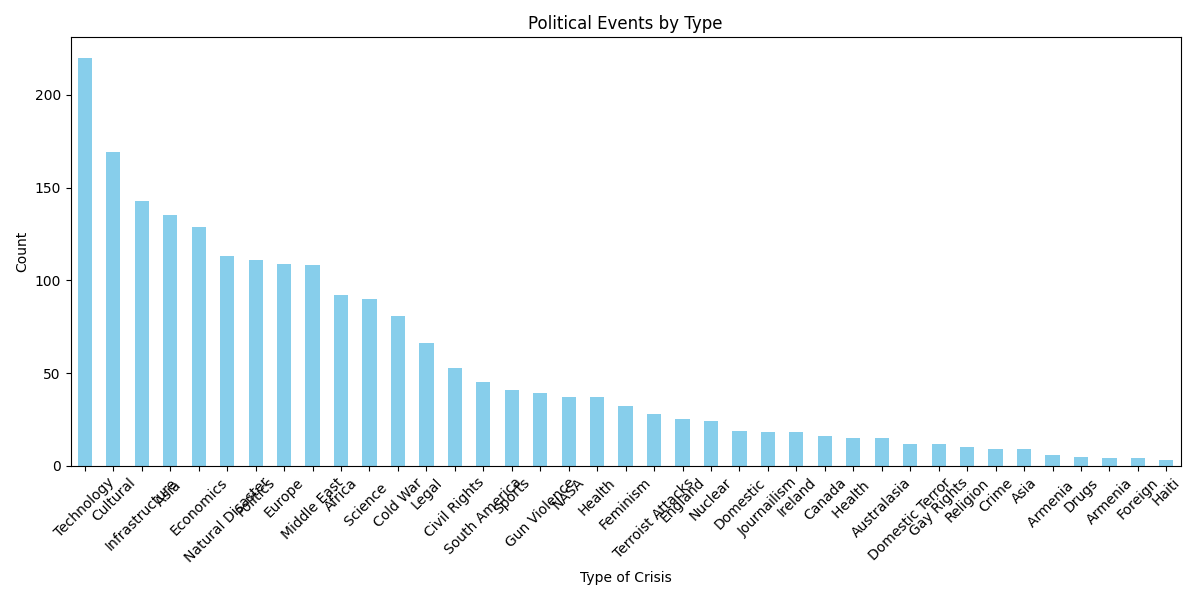 Political Events by Type
Count
200
150
100
50
0
Technology
Cultural
Infrastructure
Asia
Economics
Natural Disaster
Politics
Europe
Middle East
Africa
Science
Cold War
Legal
Civil Rights
South America
Sports
Gun Violence
NASA
Health
Feminism
Terroist Attacks
England
Nuclear
Domestic
Journalism
Ireland
Canada
Health
Australasia
Domestic Terror
Gay Rights
Religion
Crime
Asia
Armenia
Drugs
Armenia
Foreign
Haiti
Type of Crisis